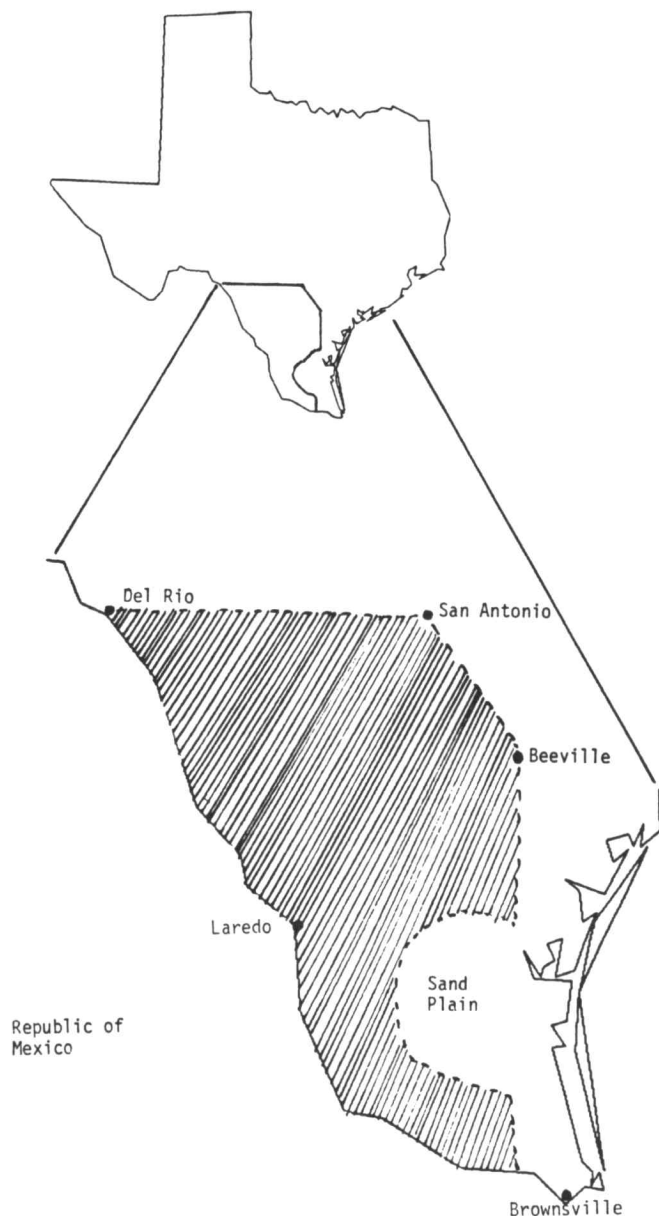 Del Rio
San Antonio
Beeville
Laredo
Sand
Plain
Republic of
Mexico
Brownsville